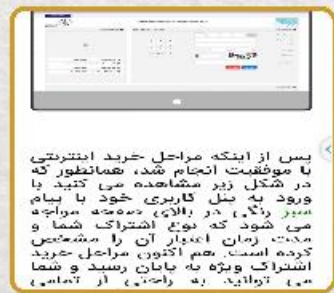 پس از اینکه مراحل خرید اینترنتی
با موفقیت انجام شد، همانطور که
در شکل زیر مشاهده می کنید با
ورود به پنل کاربری خود با پیام
سبز رنگی در بالای صفحه مواجه
می شود که نوع اشتراک شما و
مدت زمان اعتبار آن را مشخص
کرده است. هم اکنون مراحل خرید
اشتراک ویژه به پایان رسید و شما
می توانید به راحتی از تمامی